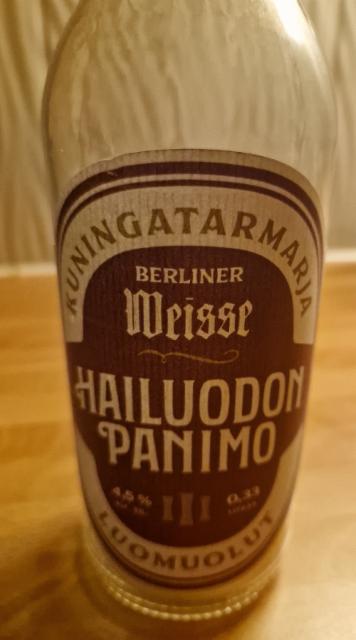 KUNINGATARMARJA
BERLINER
Weisse
HAILUODON
PANIMO
4,5 % 0,33
LUOMUOLUT